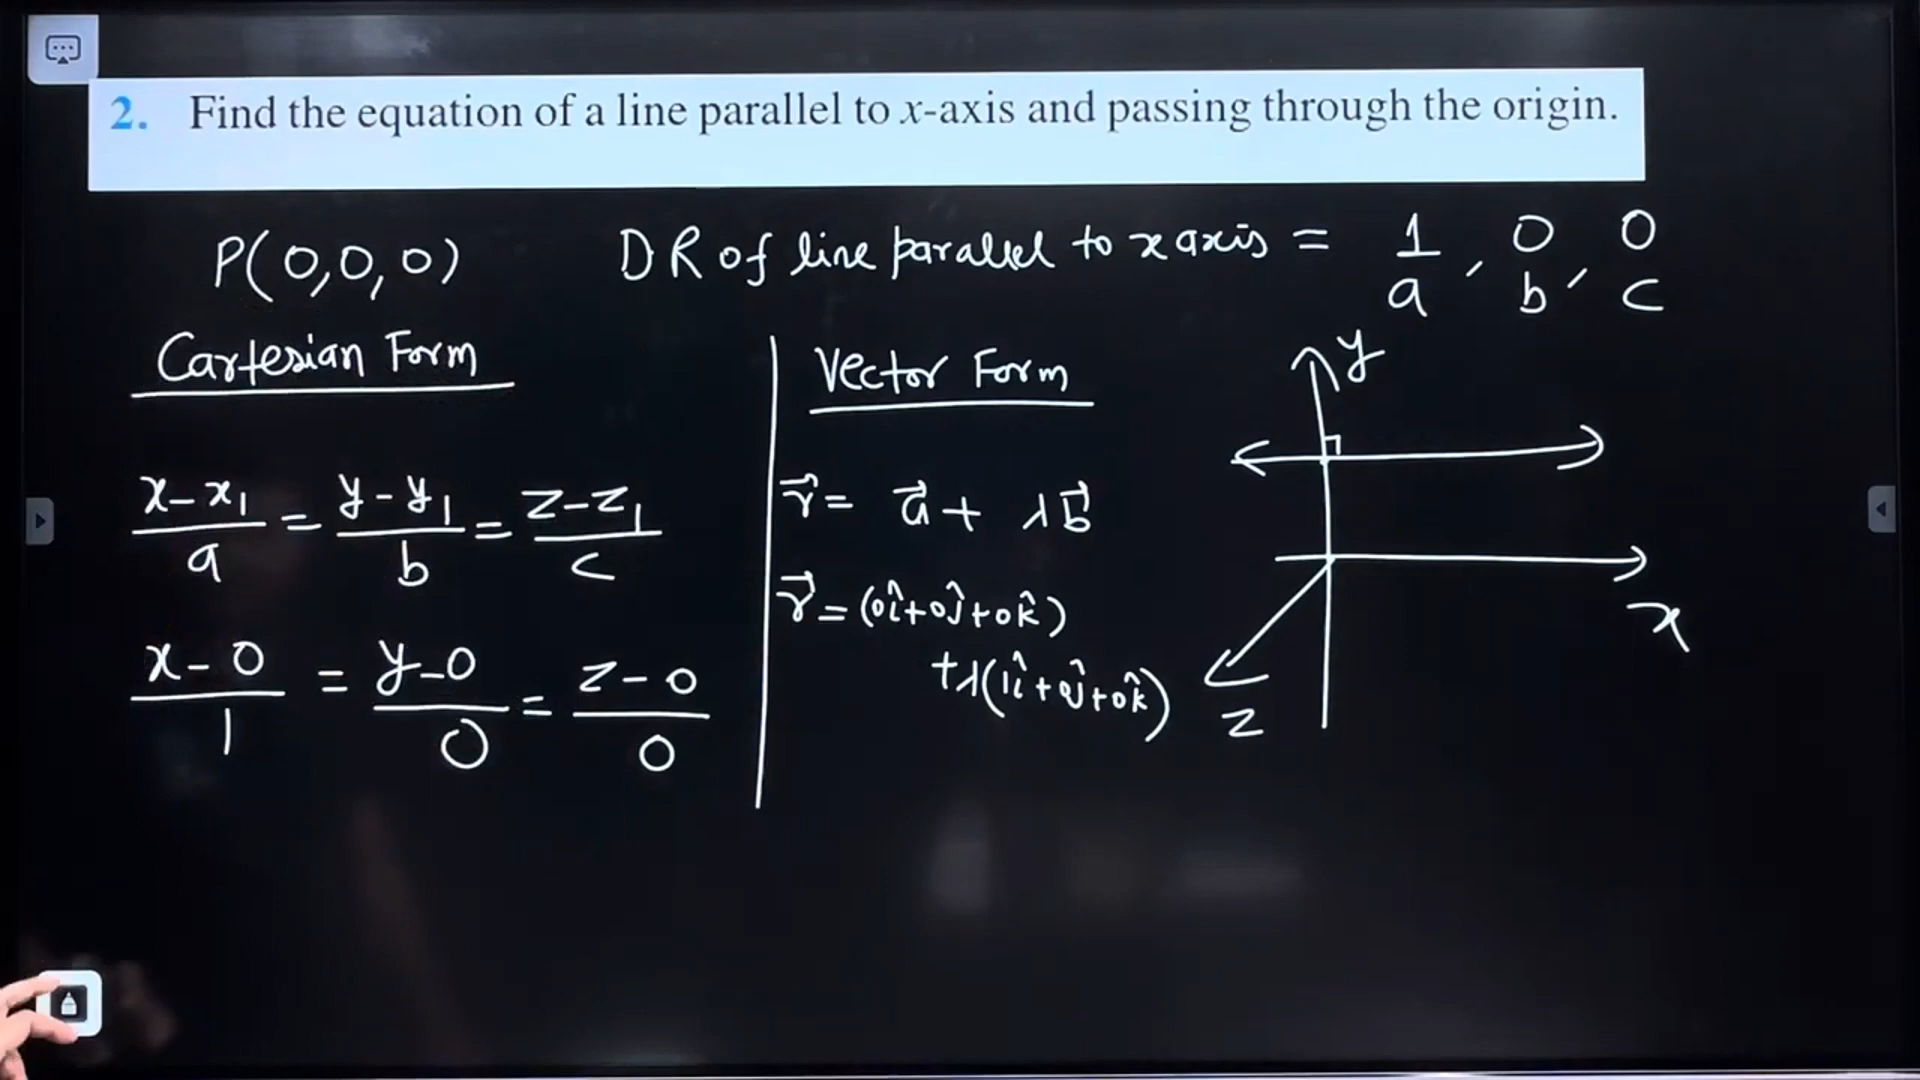 2. Find the equation of a line parallel to x-axis and passing through the origin.
P(0,0,0)
DR of line parallel to x axis = 1, 0, 0
a, b, c
Cartesian Form
x-x₁/a = y-y₁/b = z-z₁/c
x-0/1 = y-0/0 = z-0/0
Vector Form
r⃗ = a⃗ + λb⃗
r⃗ = (0î+0ĵ+0k̂)
+λ(1î+0ĵ+0k̂)
y
x
z